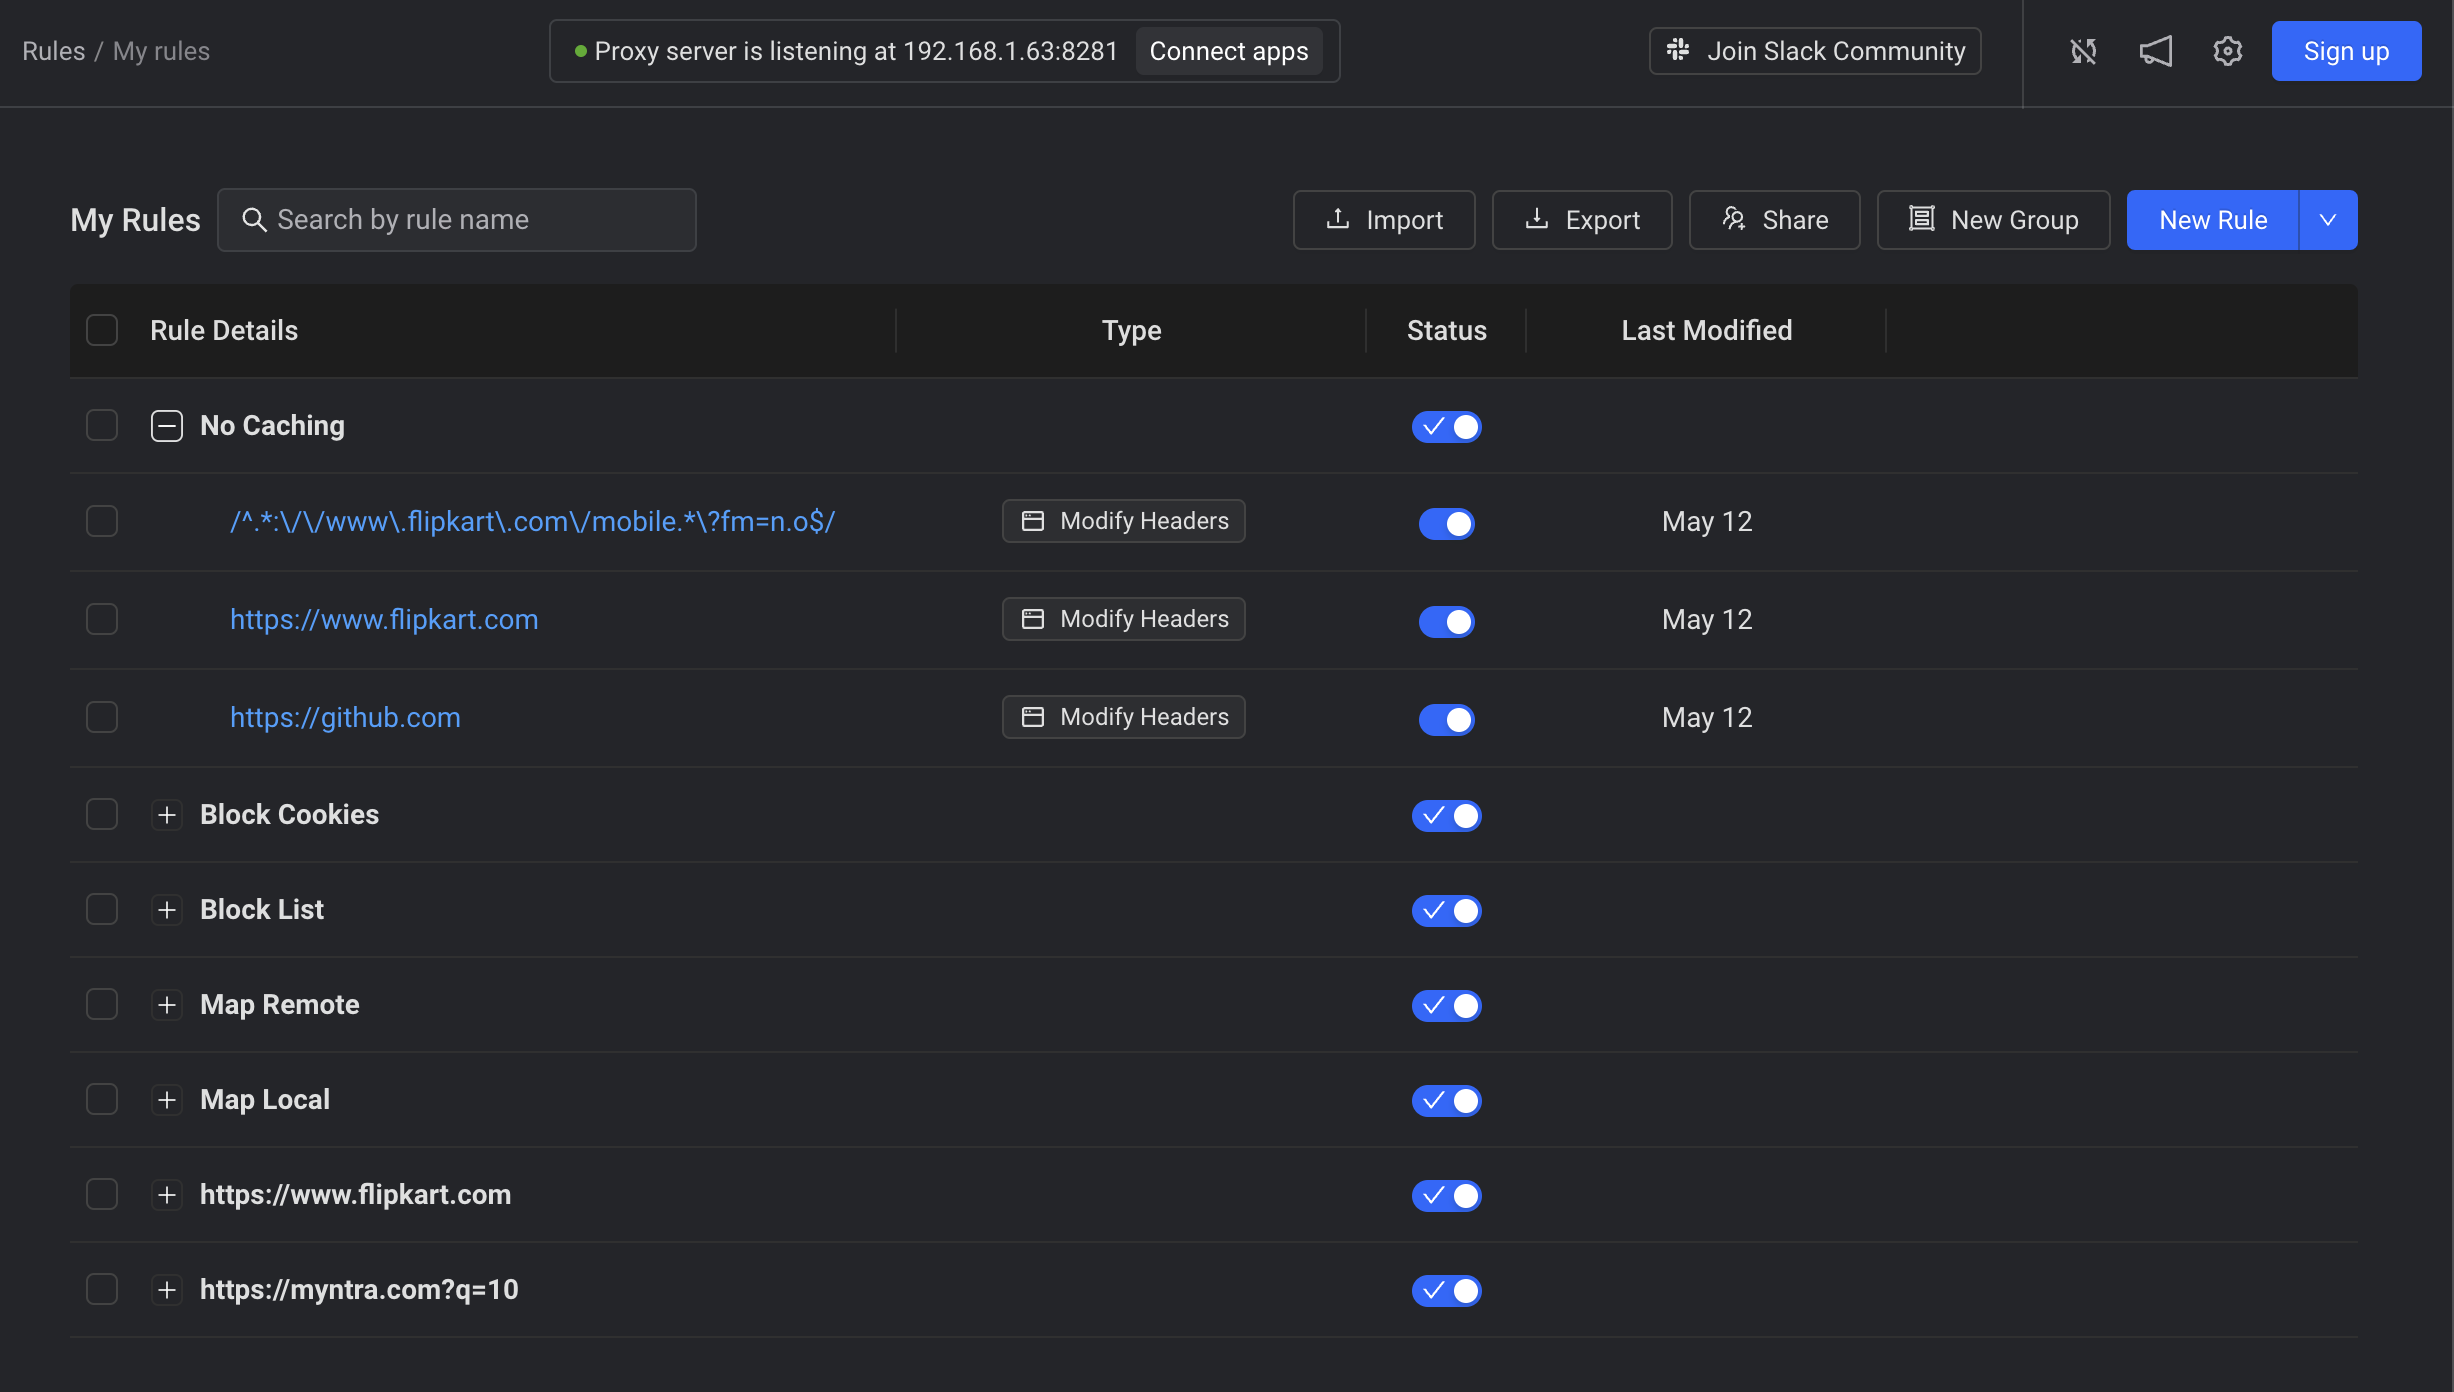 Rules / My rules
Proxy server is listening at 192.168.1.63:8281 Connect apps
Join Slack Community
Sign up
My Rules
Search by rule name
Import
Export
Share
New Group
New Rule
Rule Details Type Status Last Modified
No Caching
/^.*:\/\/www\.flipkart\.com\/mobile.*\?fm=n.o$/ Modify Headers May 12
https://www.flipkart.com Modify Headers May 12
https://github.com Modify Headers May 12
Block Cookies
Block List
Map Remote
Map Local
https://www.flipkart.com
https://myntra.com?q=10